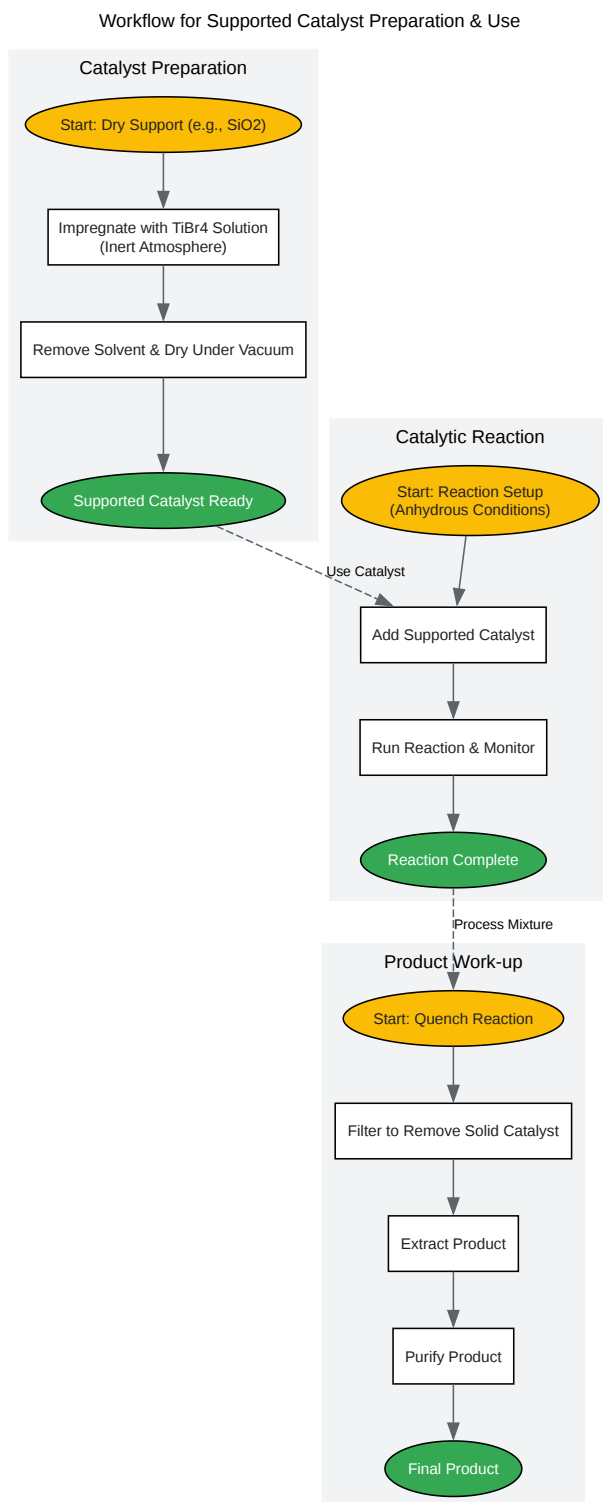 Workflow for Supported Catalyst Preparation & Use
Catalyst Preparation
Start: Dry Support (e.g., SiO2)
Impregnate with TiBr4 Solution
(Inert Atmosphere)
Remove Solvent & Dry Under Vacuum
Supported Catalyst Ready
Catalytic Reaction
Start: Reaction Setup
(Anhydrous Conditions)
Use Catalyst
Add Supported Catalyst
Run Reaction & Monitor
Reaction Complete
Process Mixture
Product Work-up
Start: Quench Reaction
Filter to Remove Solid Catalyst
Extract Product
Purify Product
Final Product